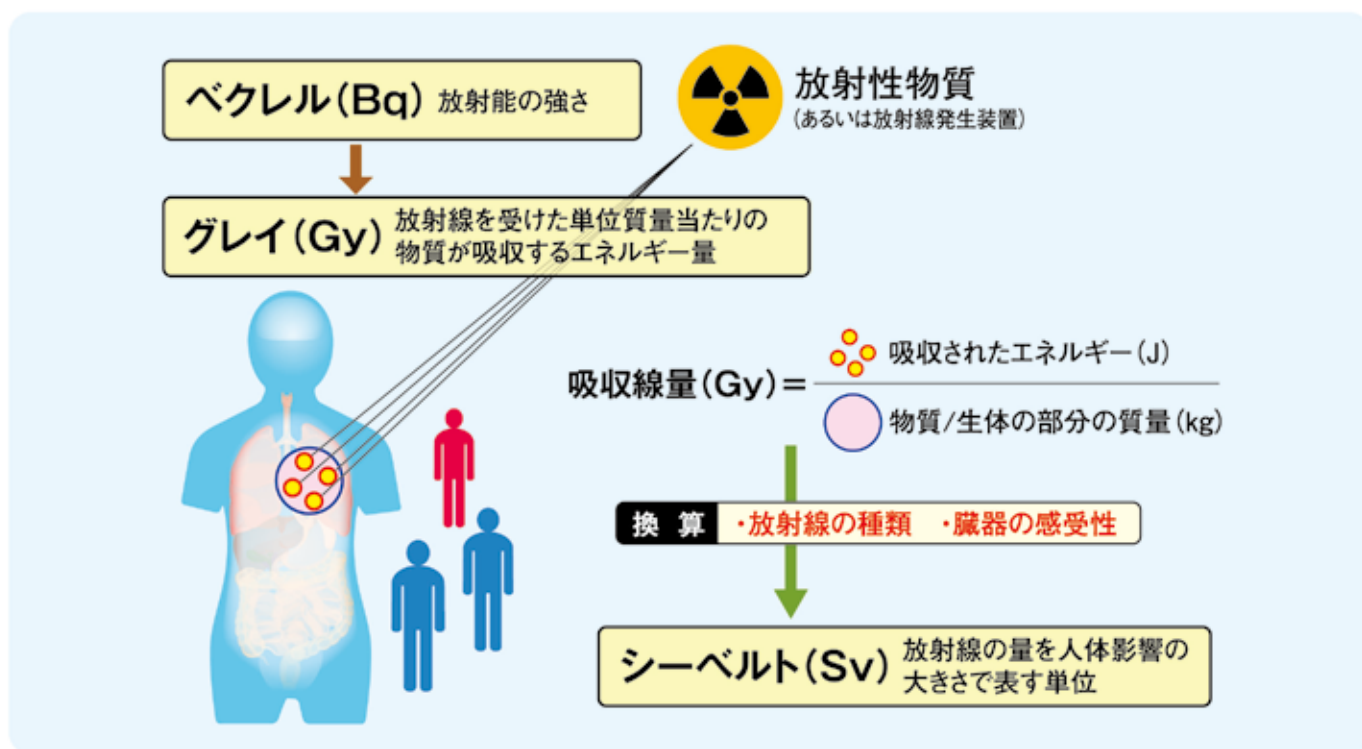 ベクレル(Bq) 放射能の強さ
放射性物質
(あるいは放射線発生装置)
グレイ(Gy) 放射線を受けた単位質量当たりの
物質が吸収するエネルギー量
吸収線量(Gy)=
吸収されたエネルギー(J)
物質/生体の部分の質量(kg)
換算 ・放射線の種類 ・臓器の感受性
シーベルト(Sv) 放射線の量を人体影響の
大きさで表す単位